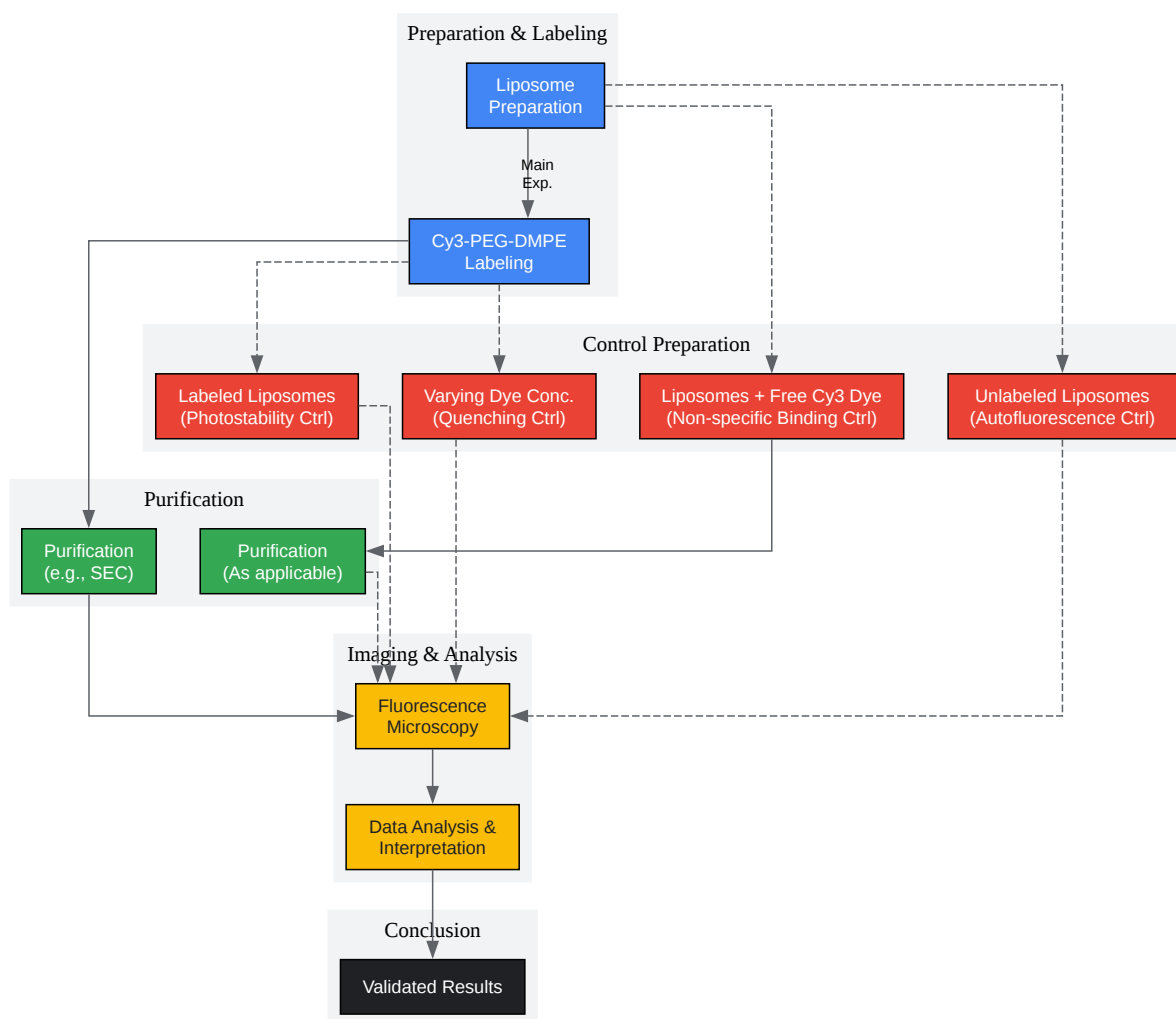 Preparation & Labeling
Liposome
Preparation
Main
Exp.
Cy3-PEG-DMPE
Labeling
Control Preparation
Labeled Liposomes
(Photostability Ctrl)
Varying Dye Conc.
(Quenching Ctrl)
Liposomes + Free Cy3 Dye
(Non-specific Binding Ctrl)
Unlabeled Liposomes
(Autofluorescence Ctrl)
Purification
Purification
(e.g., SEC)
Purification
(As applicable)
Imaging & Analysis
Fluorescence
Microscopy
Data Analysis &
Interpretation
Conclusion
Validated Results